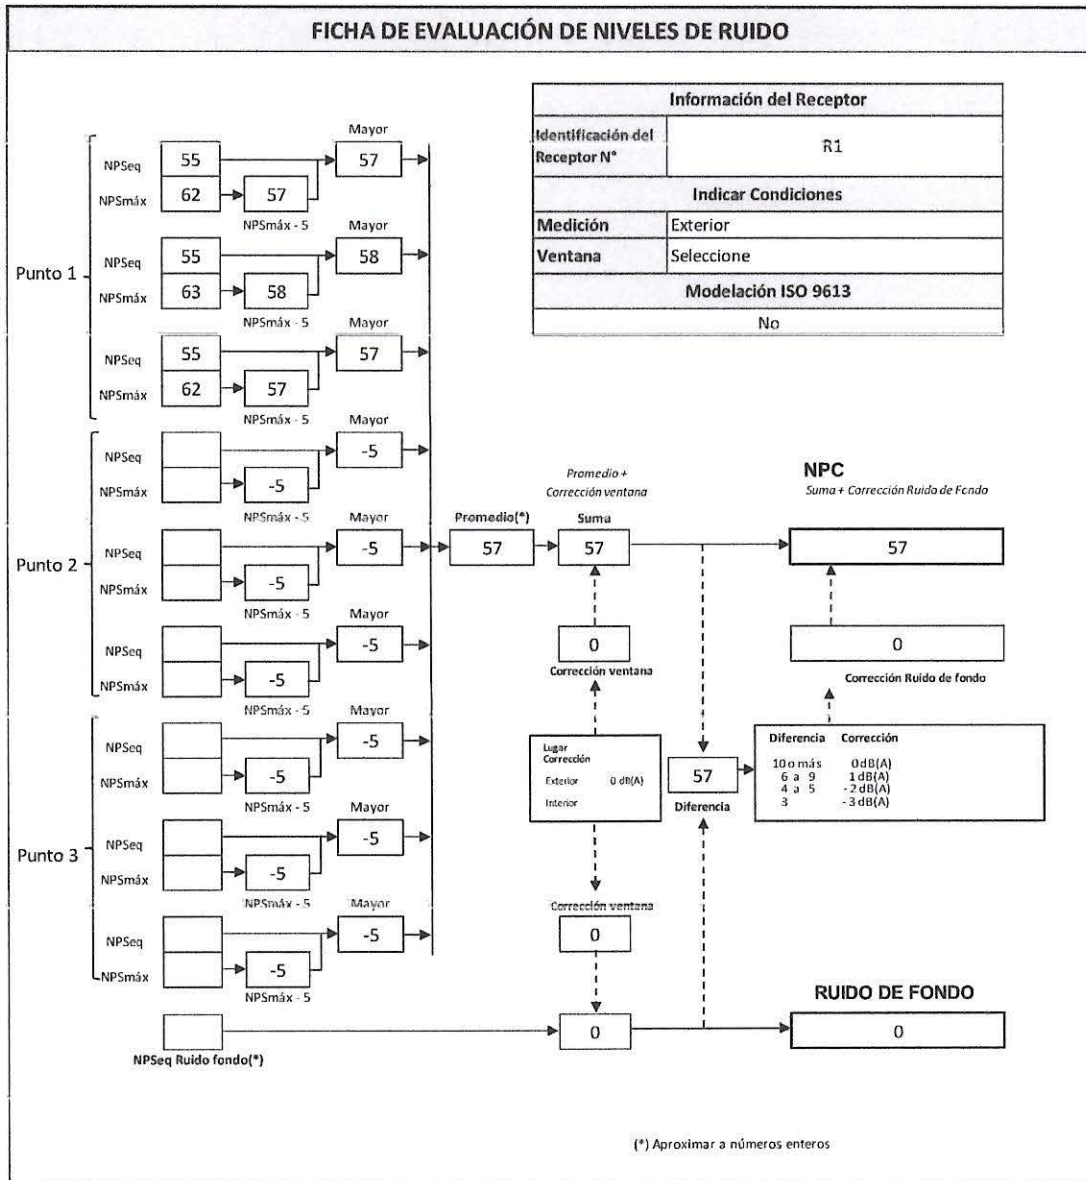 FICHA DE EVALUACIÓN DE NIVELES DE RUIDO
Información del Receptor
Identificación del Receptor N°
R1
Indicar Condiciones
Medición Exterior
Ventana Seleccione
Modelación ISO 9613
No
Punto 1
Mayor
NPSeq 55 57
NPSmáx 62 57
NPSmáx - 5
Mayor
NPSeq 55 58
NPSmáx 63 58
NPSmáx - 5
Mayor
NPSeq 55 57
NPSmáx 62 57
NPSmáx - 5
Punto 2
Mayor
NPSeq -5
NPSmáx -5
NPSmáx - 5
Mayor
NPSeq -5
NPSmáx -5
NPSmáx - 5
Mayor
NPSeq -5
NPSmáx -5
NPSmáx - 5
Punto 3
Mayor
NPSeq -5
NPSmáx -5
NPSmáx - 5
Mayor
NPSeq -5
NPSmáx -5
NPSmáx - 5
Mayor
NPSeq -5
NPSmáx -5
NPSmáx - 5
NPSeq Ruido fondo(*)
Promedio(*)
57
Promedio +
Corrección ventana
Suma
57
0
Corrección ventana
Lugar
Corrección
Exterior 0 dB(A)
Interior
Corrección ventana
0
0
57
Diferencia
NPC
Suma + Corrección Ruido de Fondo
57
0
Corrección Ruido de fondo
Diferencia Corrección
10 o más 0 dB(A)
6 a 9 1 dB(A)
4 a 5 - 2 dB(A)
3 - 3 dB(A)
RUIDO DE FONDO
0
(*) Aproximar a números enteros